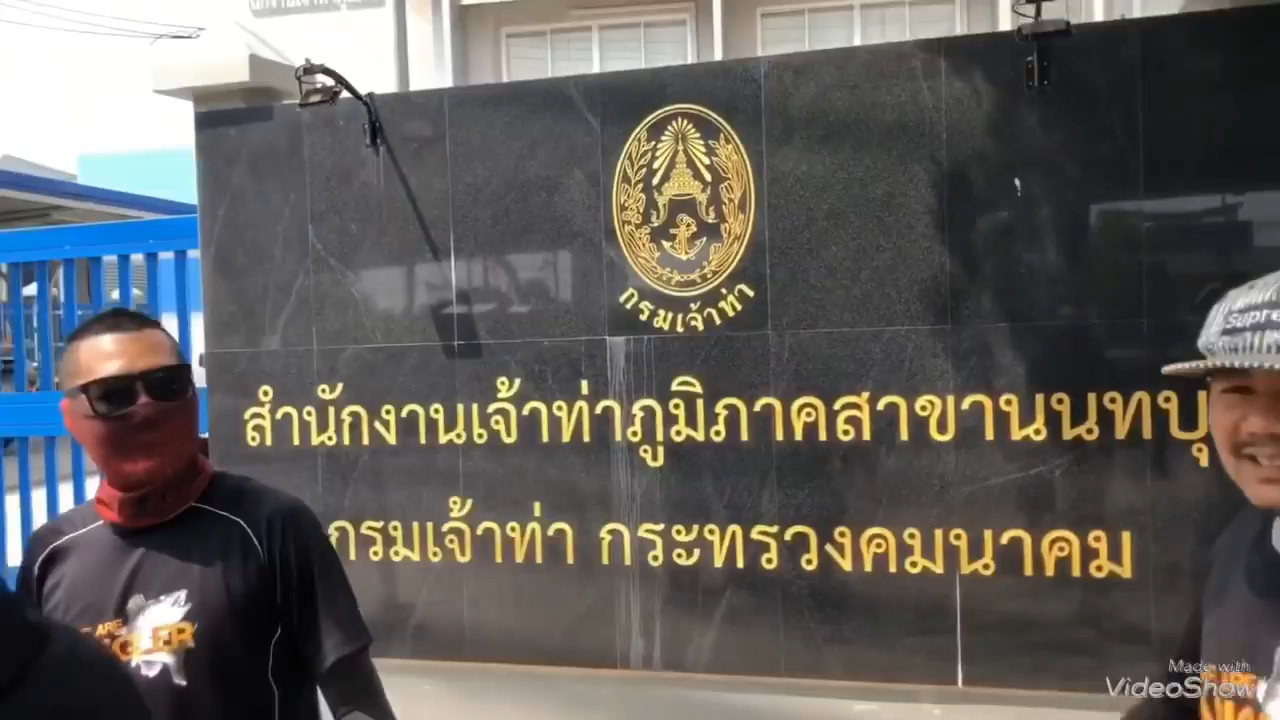 กรมเจ้าท่า
สำนักงานเจ้าท่าภูมิภาคสาขานนทบุ
กรมเจ้าท่า กระทรวงคมนาคม
Supre
ARE
GLER
Made with
VideoShow